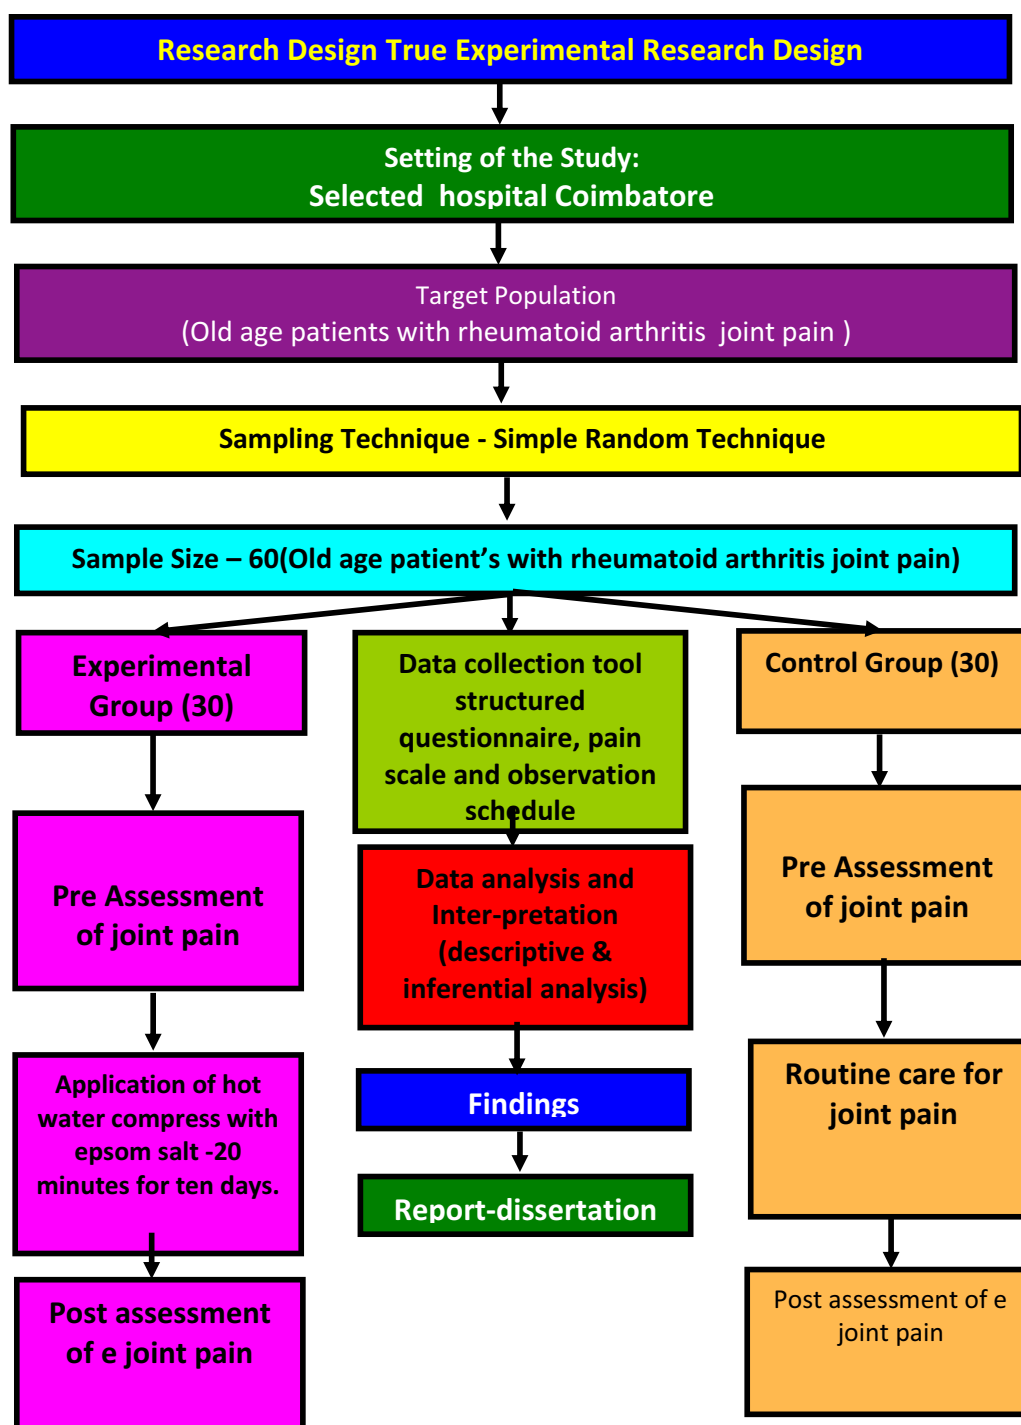 Research Design True Experimental Research Design
Setting of the Study:
Selected hospital Coimbatore
Target Population
(Old age patients with rheumatoid arthritis joint pain )
Sampling Technique - Simple Random Technique
Sample Size – 60(Old age patient’s with rheumatoid arthritis joint pain)
Experimental
Group (30)
Data collection tool
structured
questionnaire, pain
scale and observation
schedule
Control Group (30)
Pre Assessment
of joint pain
Data analysis and
Inter-pretation
(descriptive &
inferential analysis)
Pre Assessment
of joint pain
Application of hot
water compress with
epsom salt -20
minutes for ten days.
Findings
Routine care for
joint pain
Report-dissertation
Post assessment
of e joint pain
Post assessment of e
joint pain